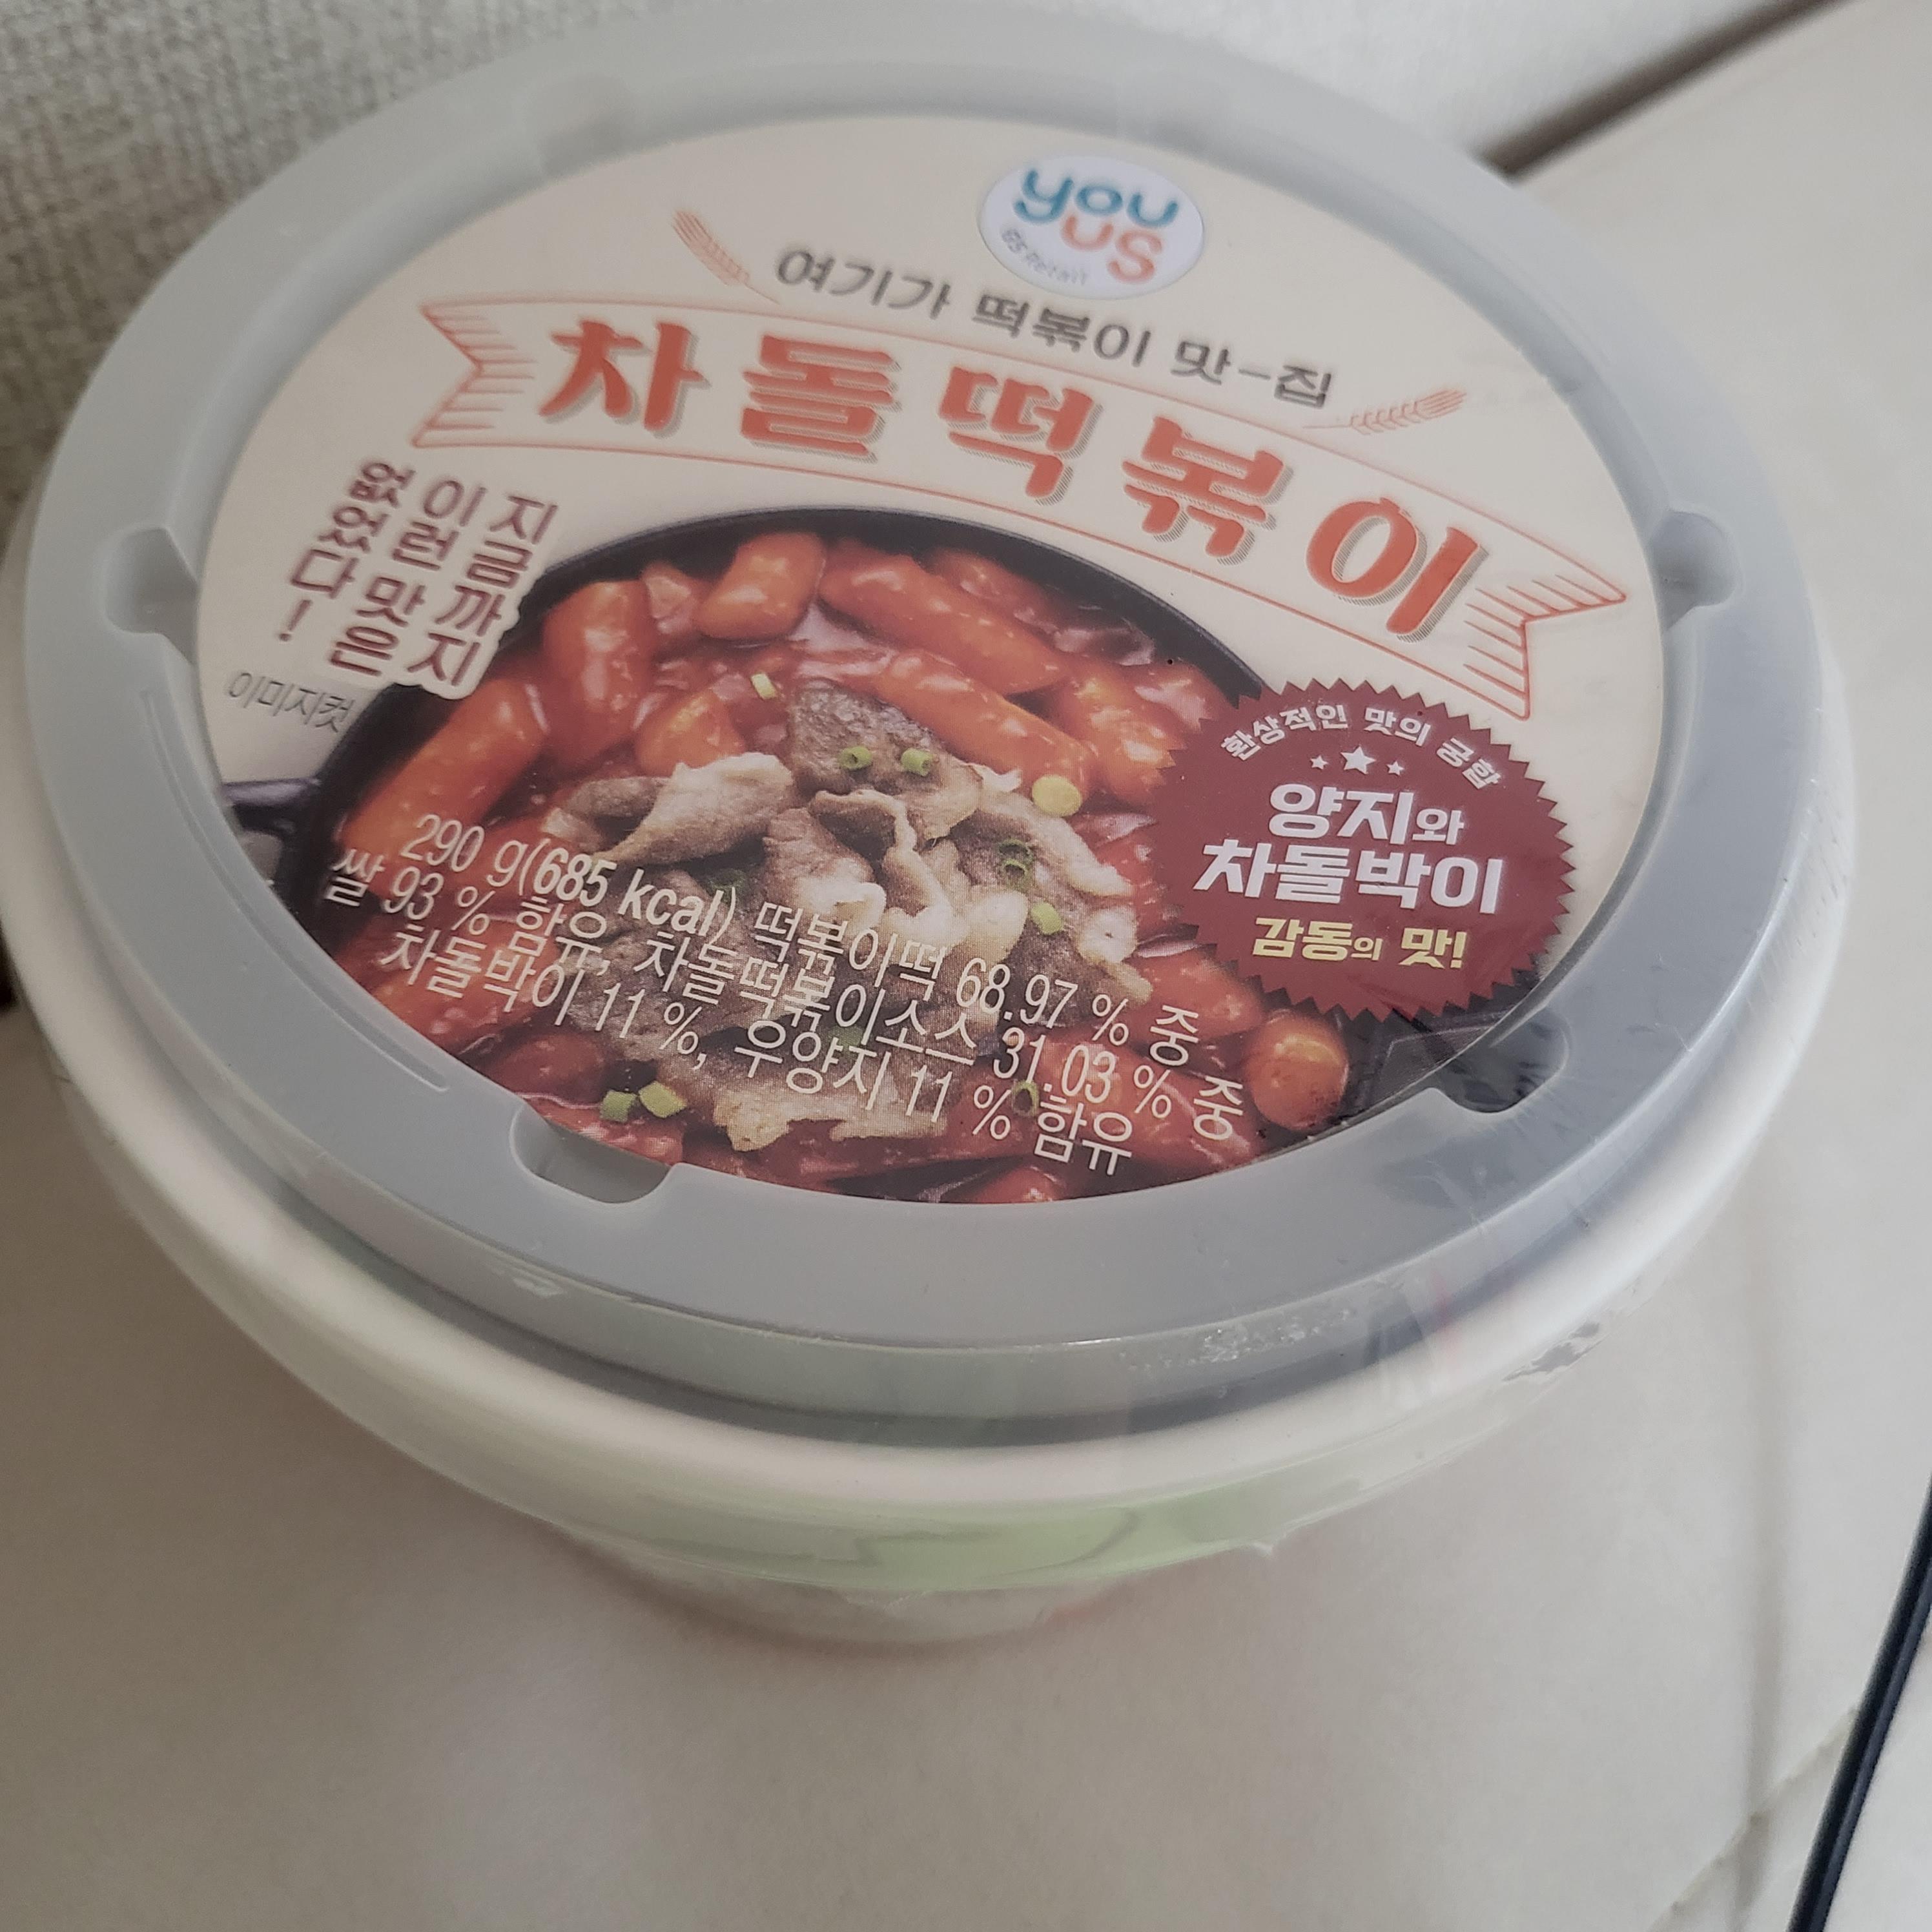 you
us
GS Retail
여기가 떡볶이 맛-집
차돌떡볶이
지금까지
이런 맛은
없었다!
이미지컷
환상적인 맛의 궁합
양지와
차돌박이
감동의 맛!
290 g(685 kcal) 떡볶이떡 68.97 % 중
쌀 93 % 함유, 차돌떡볶이소스 31.03 % 중
차돌박이 11 %, 우양지 11 % 함유